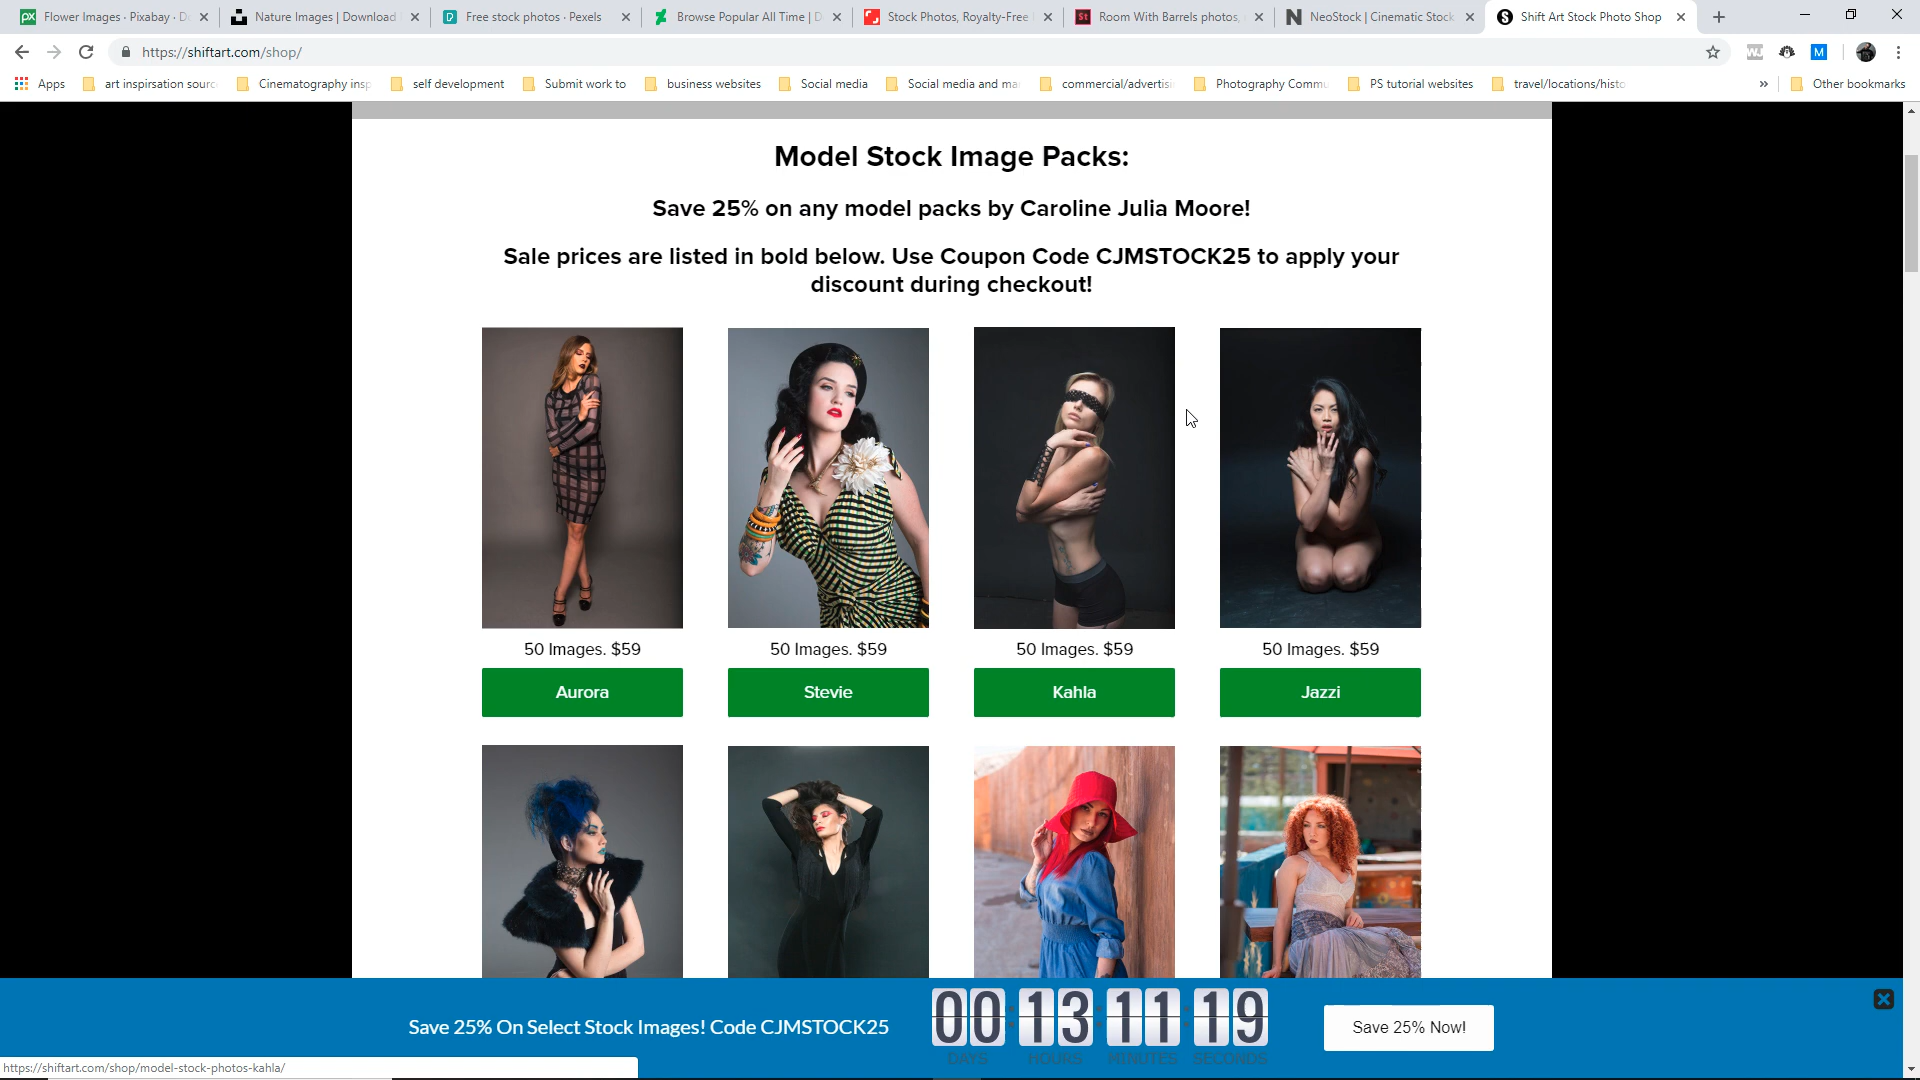 Flower Images · Pixabay · D
Nature Images | Download
Free stock photos · Pexels
Browse Popular All Time | D
Stock Photos, Royalty-Free
Room With Barrels photos,
NeoStock | Cinematic Stock
Shift Art Stock Photo Shop
https://shiftart.com/shop/
Apps
art inspirsation sourc
Cinematography insp
self development
Submit work to
business websites
Social media
Social media and ma
commercial/advertisi
Photography Commu
PS tutorial websites
travel/locations/histo
Other bookmarks
Model Stock Image Packs:
Save 25% on any model packs by Caroline Julia Moore!
Sale prices are listed in bold below. Use Coupon Code CJMSTOCK25 to apply your
discount during checkout!
50 Images. $59
50 Images. $59
50 Images. $59
50 Images. $59
Aurora
Stevie
Kahla
Jazzi
Save 25% On Select Stock Images! Code CJMSTOCK25
00 : 13 : 11 : 19
DAYS HOURS MINUTES SECONDS
Save 25% Now!
https://shiftart.com/shop/model-stock-photos-kahla/